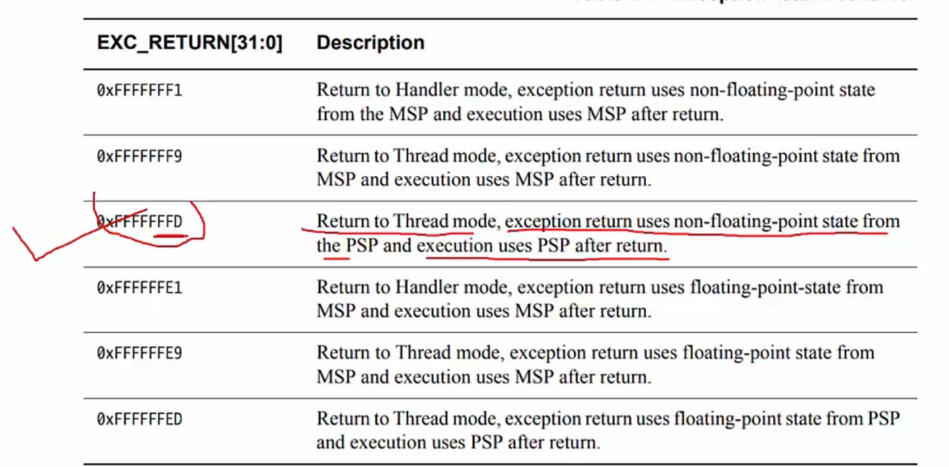 EXC_RETURN[31:0] Description
0xFFFFFFF1 Return to Handler mode, exception return uses non-floating-point state
from the MSP and execution uses MSP after return.
0xFFFFFFF9 Return to Thread mode, exception return uses non-floating-point state from
MSP and execution uses MSP after return.
0xFFFFFFFD Return to Thread mode, exception return uses non-floating-point state from
the PSP and execution uses PSP after return.
0xFFFFFFE1 Return to Handler mode, exception return uses floating-point-state from
MSP and execution uses MSP after return.
0xFFFFFFE9 Return to Thread mode, exception return uses floating-point state from
MSP and execution uses MSP after return.
0xFFFFFFED Return to Thread mode, exception return uses floating-point state from PSP
and execution uses PSP after return.